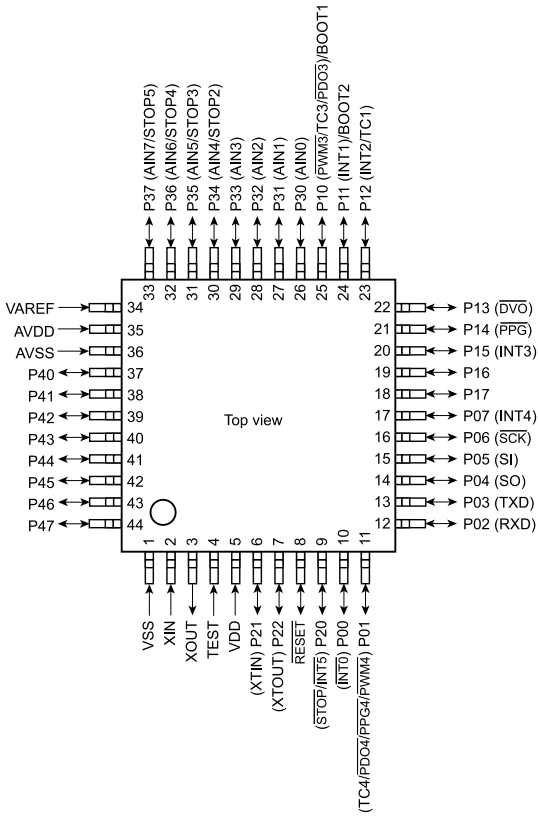 P37 (AIN7/STOP5)
P36 (AIN6/STOP4)
P35 (AIN5/STOP3)
P34 (AIN4/STOP2)
P33 (AIN3)
P32 (AIN2)
P31 (AIN1)
P30 (AIN0)
P10 (PWM3/TC3/PDO3)/BOOT1
P11 (INT1)/BOOT2
P12 (INT2/TC1)
33 32 31 30 29 28 27 26 25 24 23
VAREF 34
AVDD 35
AVSS 36
P40 37
P41 38
P42 39
P43 40
P44 41
P45 42
P46 43
P47 44
Top view
22 P13 (DVO)
21 P14 (PPG)
20 P15 (INT3)
19 P16
18 P17
17 P07 (INT4)
16 P06 (SCK)
15 P05 (SI)
14 P04 (SO)
13 P03 (TXD)
12 P02 (RXD)
1 2 3 4 5 6 7 8 9 10 11
VSS
XIN
XOUT
TEST
VDD
(XTIN) P21
(XTOUT) P22
RESET
(STOP/INT5) P20
(INT0) P00
(TC4/PDO4/PPG4/PWM4) P01